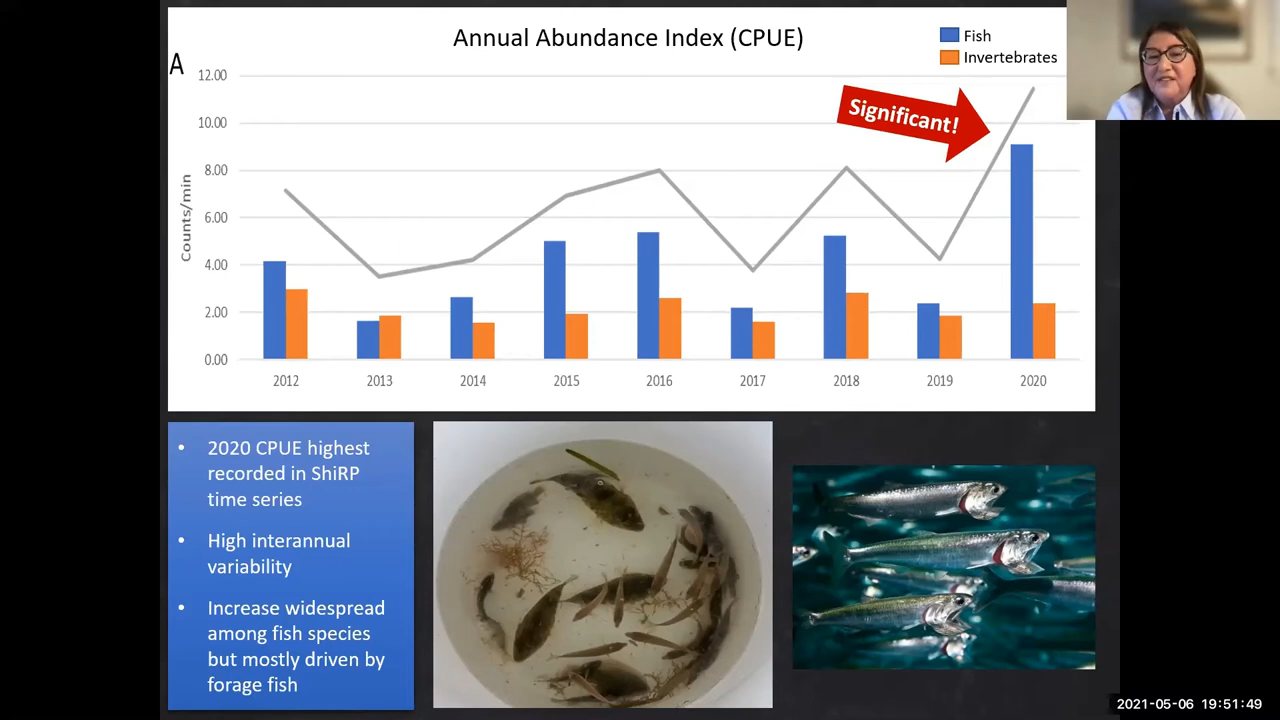 Annual Abundance Index (CPUE)
Fish
Invertebrates
A
12.00
10.00
8.00
6.00
4.00
2.00
0.00
Counts/min
Significant!
2012 2013 2014 2015 2016 2017 2018 2019 2020
• 2020 CPUE highest
recorded in ShiRP
time series
• High interannual
variability
• Increase widespread
among fish species
but mostly driven by
forage fish
2021-05-06 19:51:49